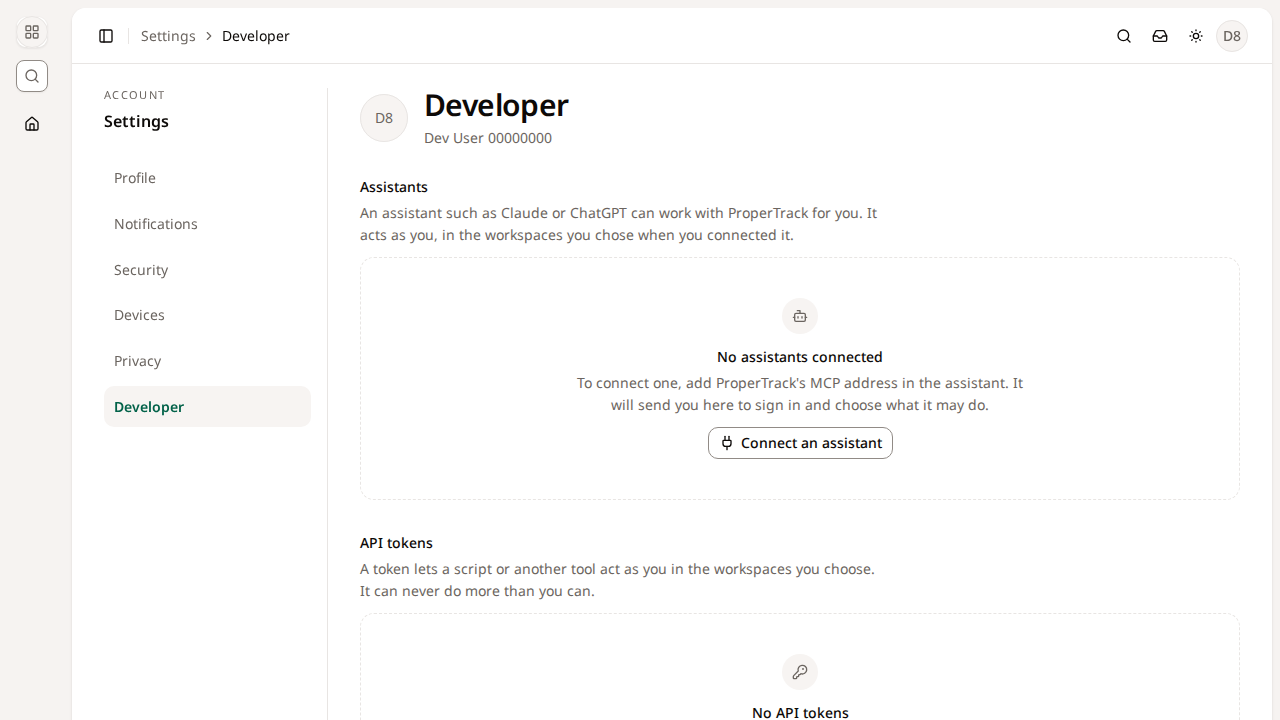 Settings
Developer
D8
ACCOUNT
Settings
Profile
Notifications
Security
Devices
Privacy
Developer
D8
Developer
Dev User 00000000
Assistants
An assistant such as Claude or ChatGPT can work with ProperTrack for you. It
acts as you, in the workspaces you chose when you connected it.
No assistants connected
To connect one, add ProperTrack's MCP address in the assistant. It
will send you here to sign in and choose what it may do.
Connect an assistant
API tokens
A token lets a script or another tool act as you in the workspaces you choose.
It can never do more than you can.
No API tokens